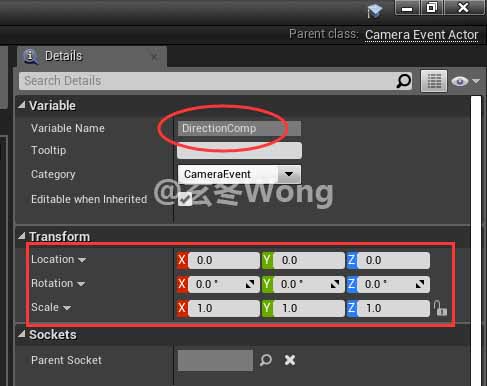 Parent class: Camera Event Actor
Details
Search Details
Variable
Variable Name DirectionComp
Tooltip
Category CameraEvent
Editable when Inherited
@玄冬Wong
Transform
Location X 0.0 Y 0.0 Z 0.0
Rotation X 0.0 ° Y 0.0 ° Z 0.0 °
Scale X 1.0 Y 1.0 Z 1.0
Sockets
Parent Socket